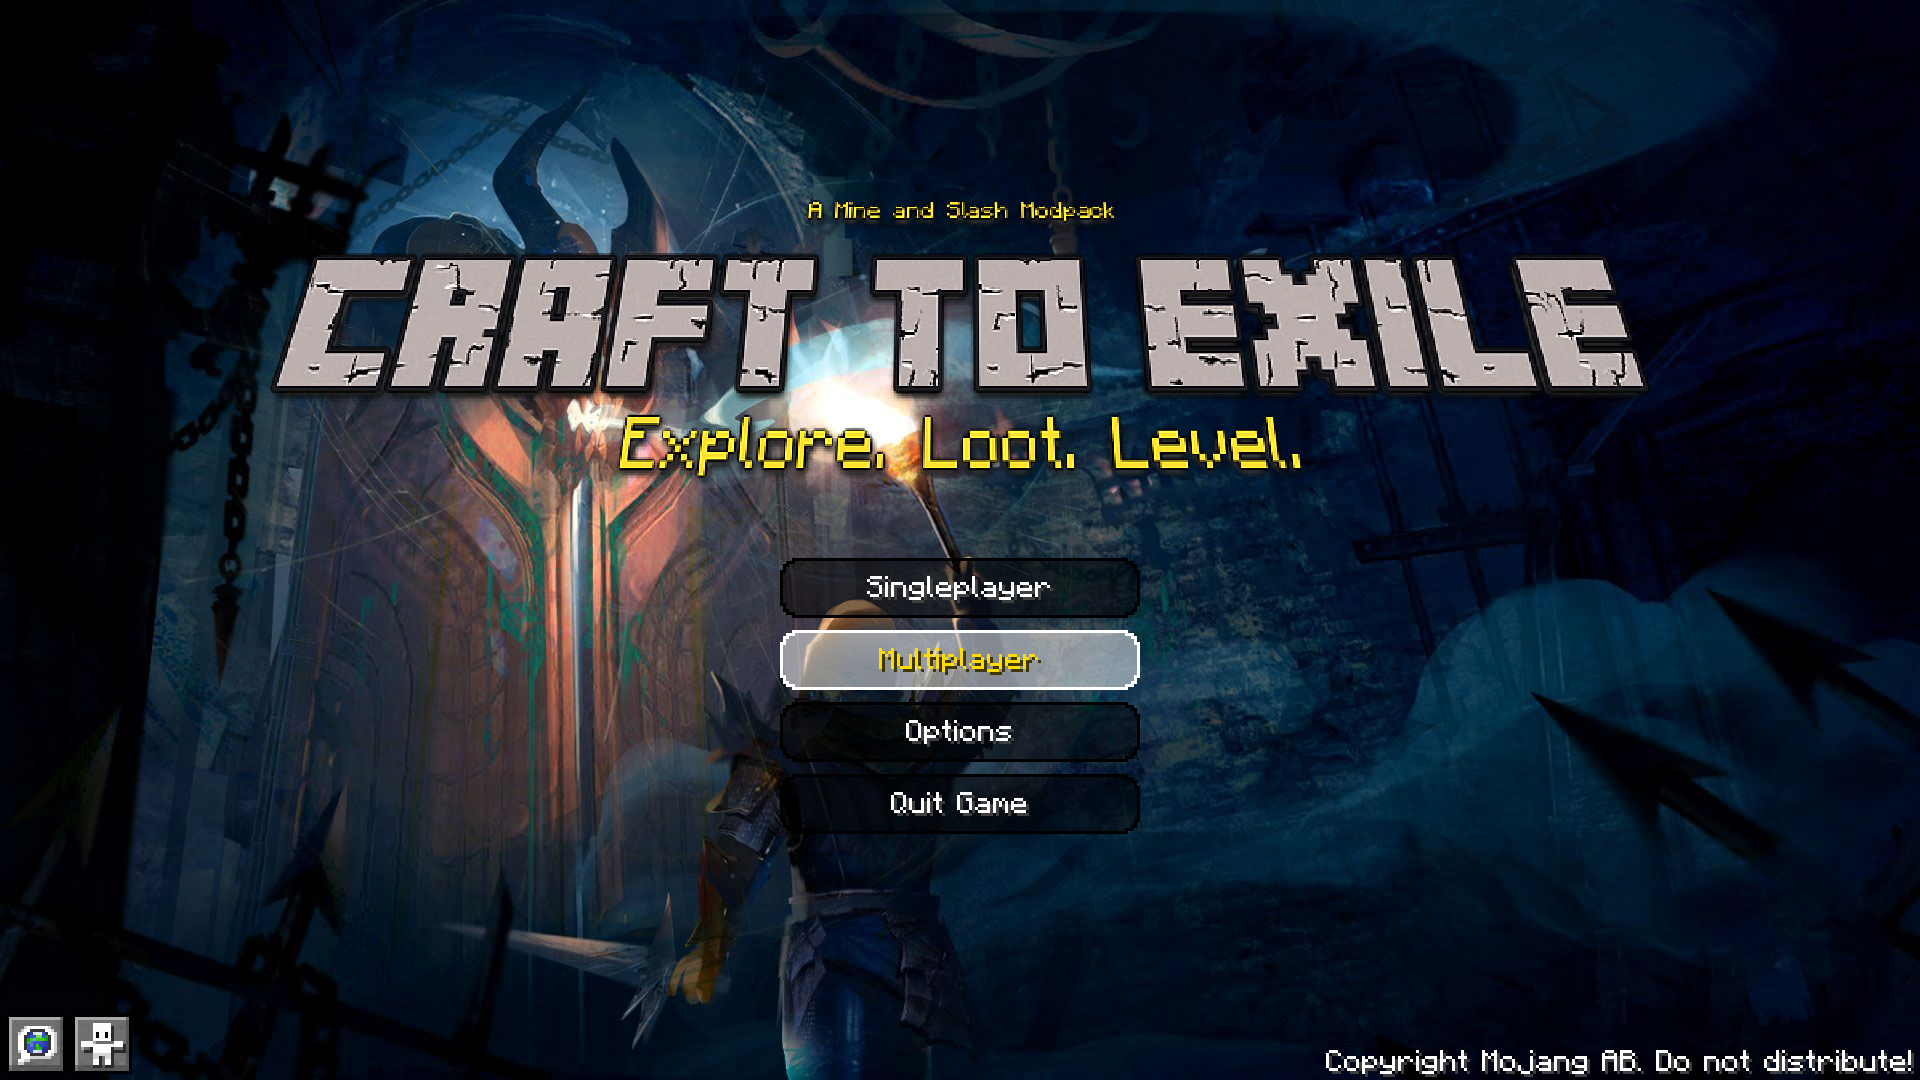 A Mine and Slash Modpack
CRAFT TO EXILE
Explore. Loot. Level.
Singleplayer
Multiplayer
Options
Quit Game
Copyright Mojang AB. Do not distribute!